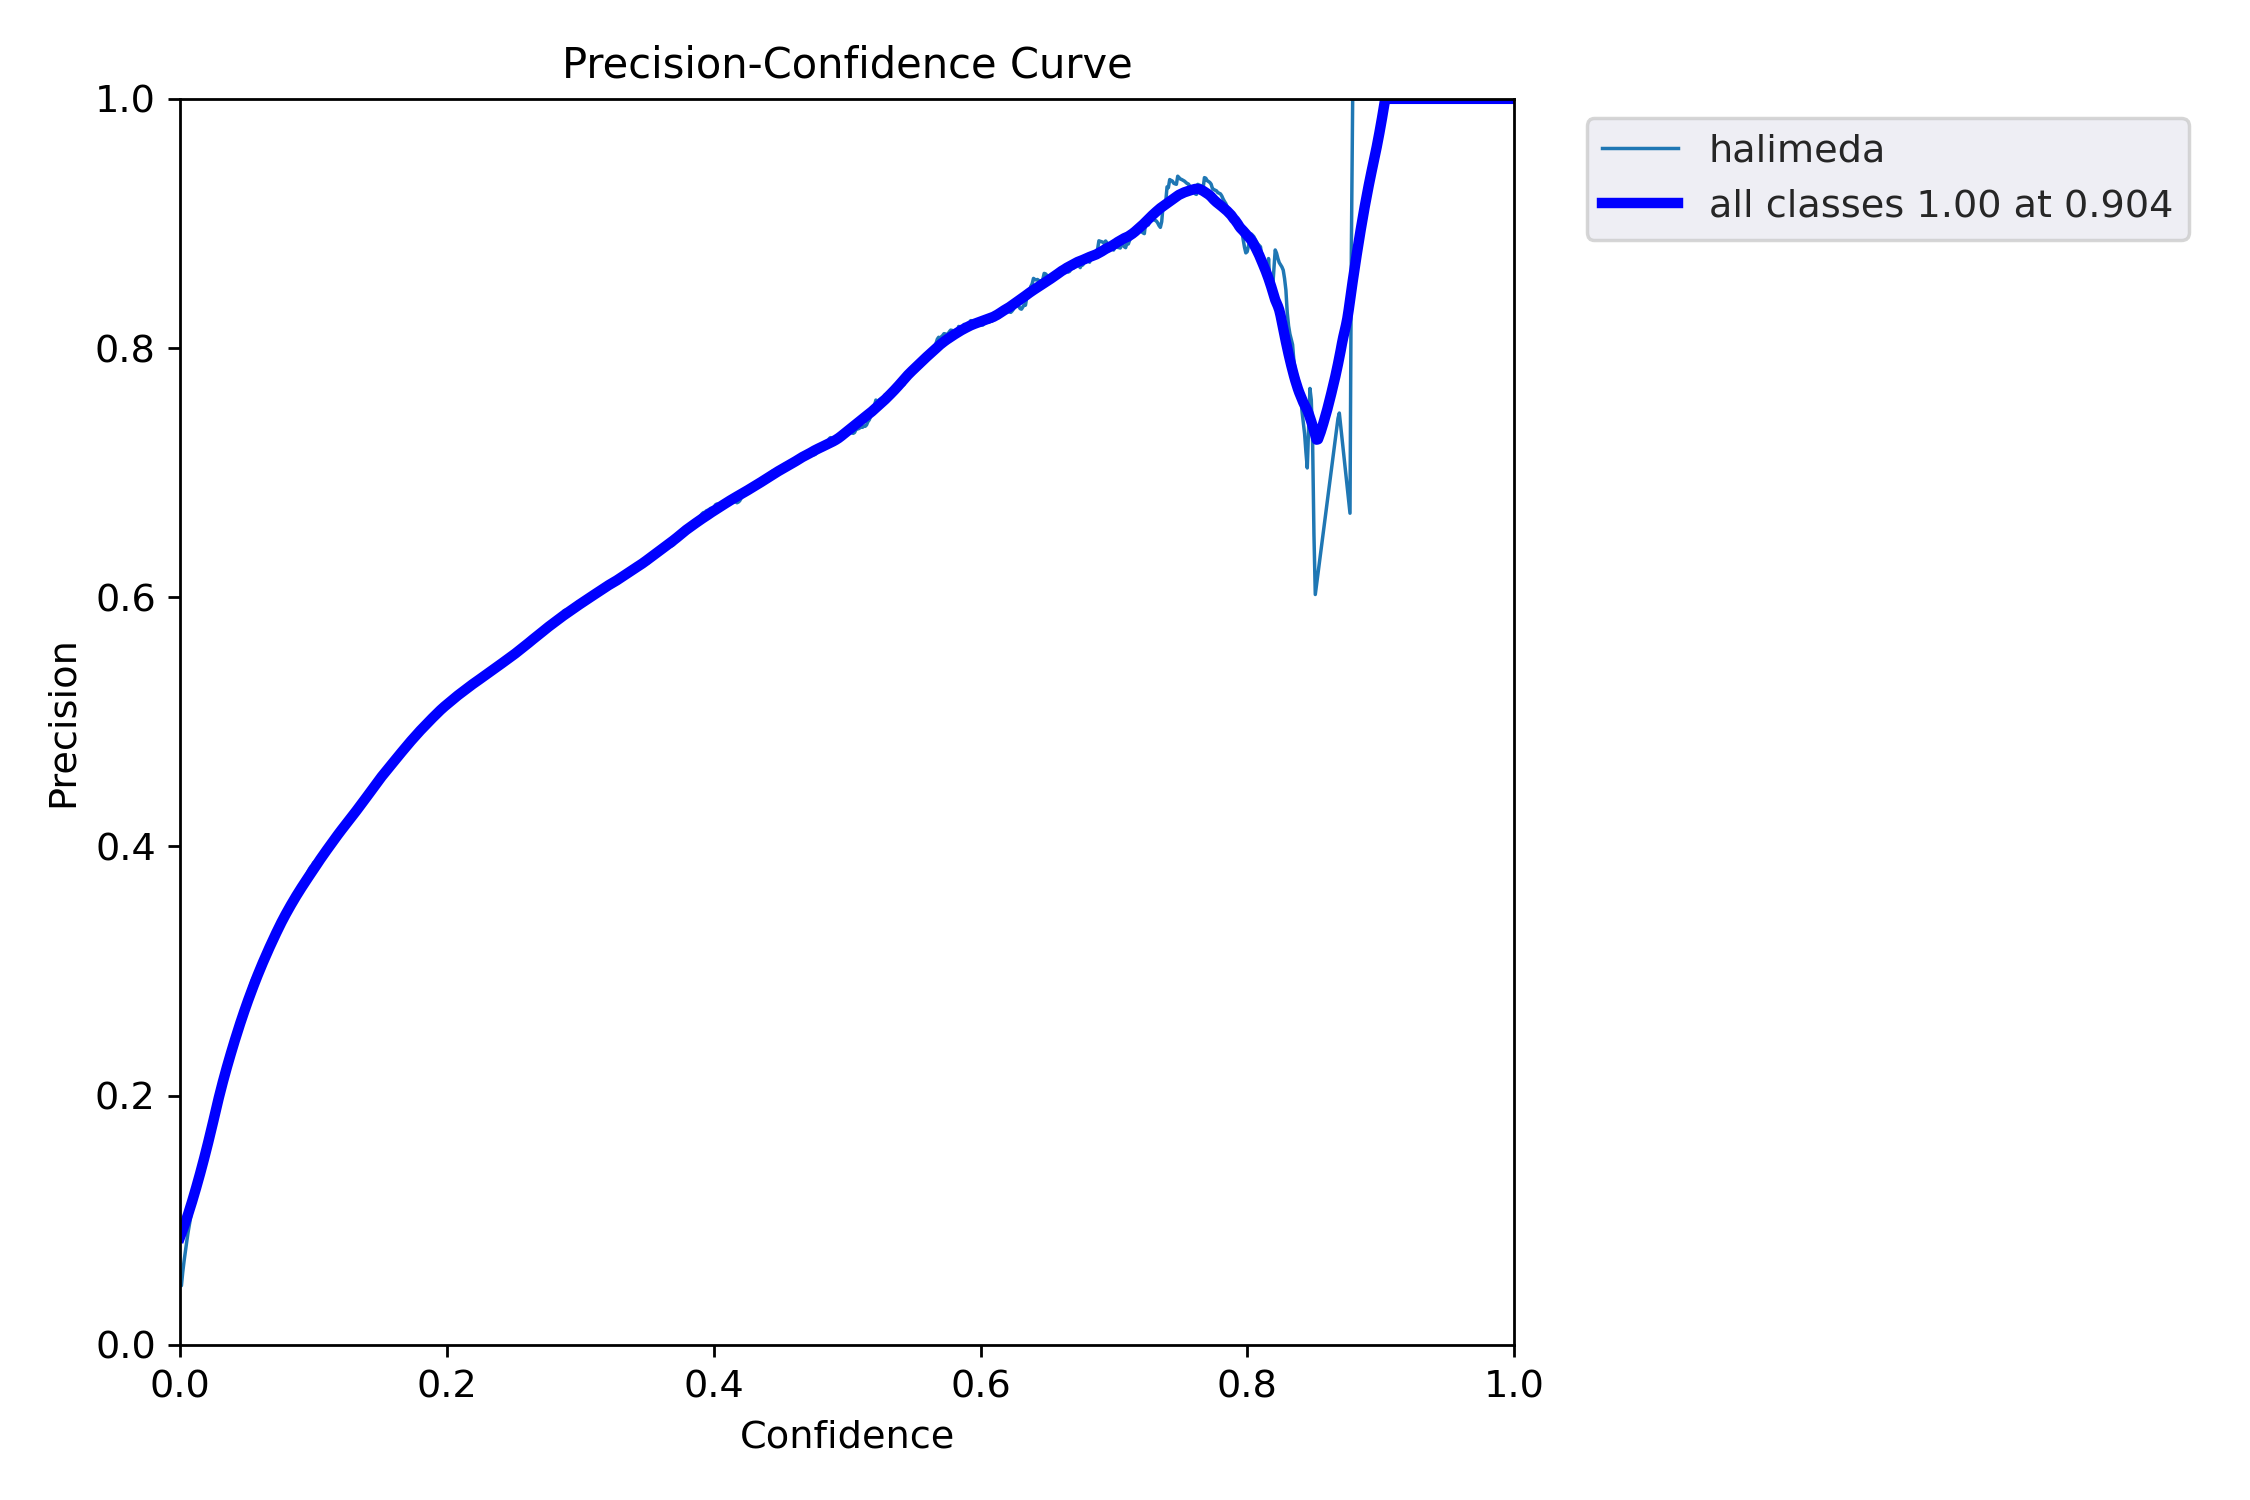 Precision-Confidence Curve
halimeda
all classes 1.00 at 0.904
Precision
1.0
0.8
0.6
0.4
0.2
0.0
0.0 0.2 0.4 0.6 0.8 1.0
Confidence